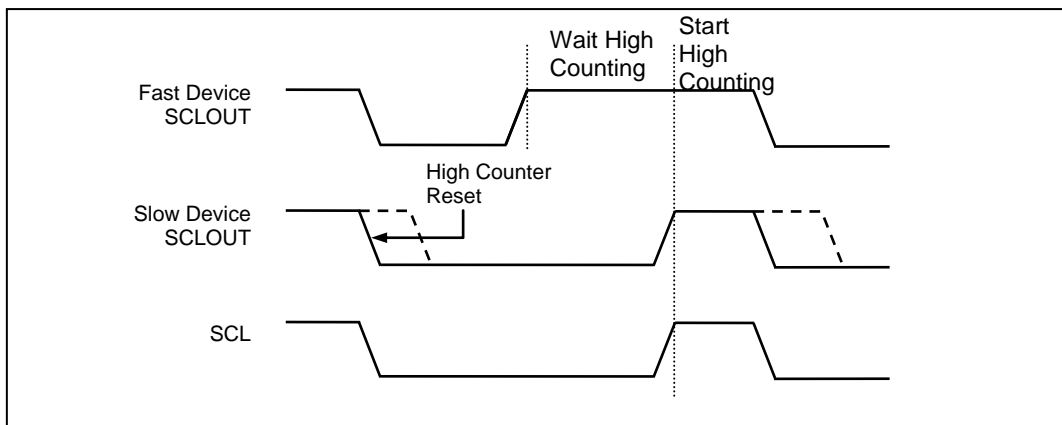 Wait High
Counting
Start
High
Counting
Fast Device
SCLOUT
High Counter
Reset
Slow Device
SCLOUT
SCL